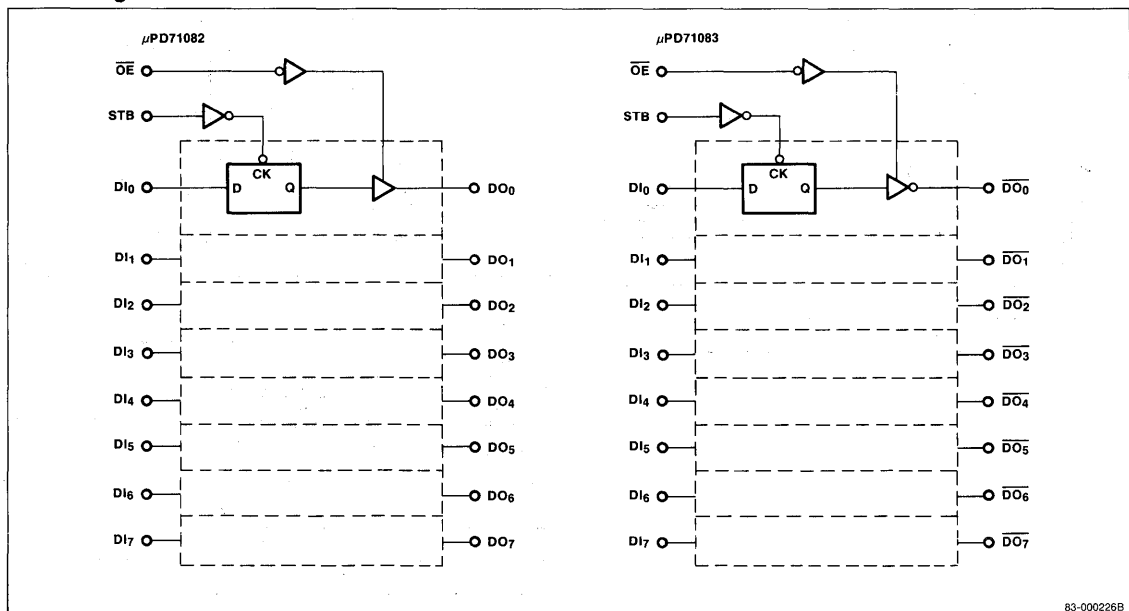 μPD71082
OE
STB
CK
DI0
D
Q
DO0
DI1
DO1
DI2
DO2
DI3
DO3
DI4
DO4
DI5
DO5
DI6
DO6
DI7
DO7
μPD71083
OE
STB
CK
DI0
D
Q
DO0
DI1
DO1
DI2
DO2
DI3
DO3
DI4
DO4
DI5
DO5
DI6
DO6
DI7
DO7
83-000226B